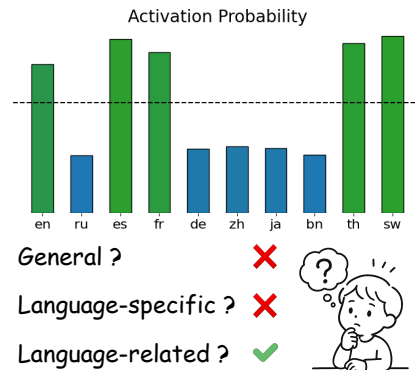 Activation Probability
en ru es fr de zh ja bn th sw
General ?
?
Language-specific ?
Language-related ?